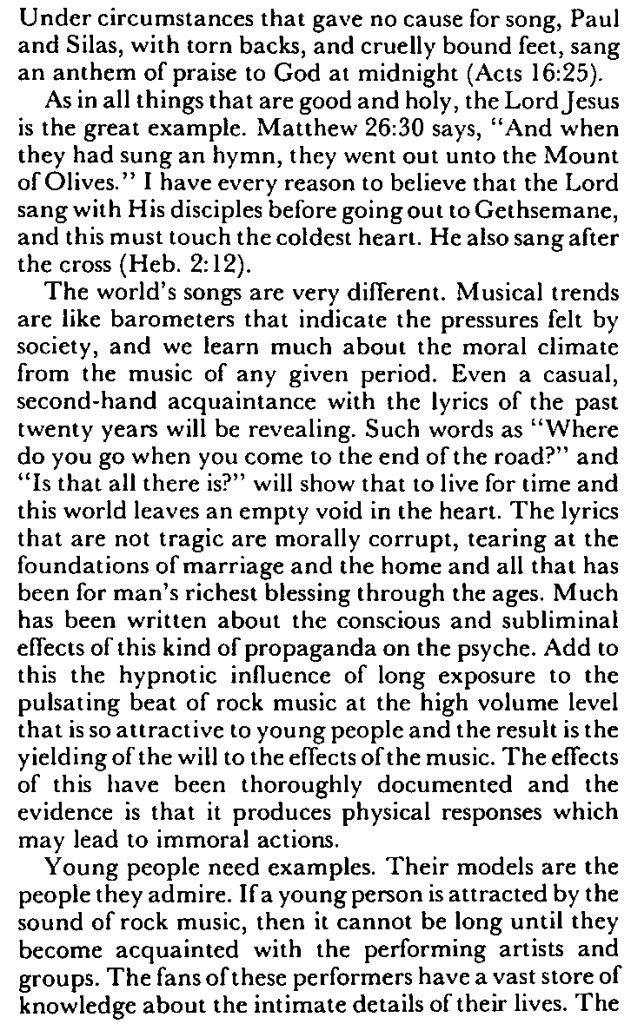 Under circumstances that gave no cause for song, Paul
and Silas, with torn backs, and cruelly bound feet, sang
an anthem of praise to God at midnight (Acts 16:25).
As in all things that are good and holy, the Lord Jesus
is the great example. Matthew 26:30 says, “And when
they had sung an hymn, they went out unto the Mount
of Olives.” I have every reason to believe that the Lord
sang with His disciples before going out to Gethsemane,
and this must touch the coldest heart. He also sang after
the cross (Heb. 2:12).
The world’s songs are very different. Musical trends
are like barometers that indicate the pressures felt by
society, and we learn much about the moral climate
from the music of any given period. Even a casual,
second-hand acquaintance with the lyrics of the past
twenty years will be revealing. Such words as “Where
do you go when you come to the end of the road?” and
“Is that all there is?” will show that to live for time and
this world leaves an empty void in the heart. The lyrics
that are not tragic are morally corrupt, tearing at the
foundations of marriage and the home and all that has
been for man’s richest blessing through the ages. Much
has been written about the conscious and subliminal
effects of this kind of propaganda on the psyche. Add to
this the hypnotic influence of long exposure to the
pulsating beat of rock music at the high volume level
that is so attractive to young people and the result is the
yielding of the will to the effects of the music. The effects
of this have been thoroughly documented and the
evidence is that it produces physical responses which
may lead to immoral actions.
Young people need examples. Their models are the
people they admire. If a young person is attracted by the
sound of rock music, then it cannot be long until they
become acquainted with the performing artists and
groups. The fans of these performers have a vast store of
knowledge about the intimate details of their lives. The